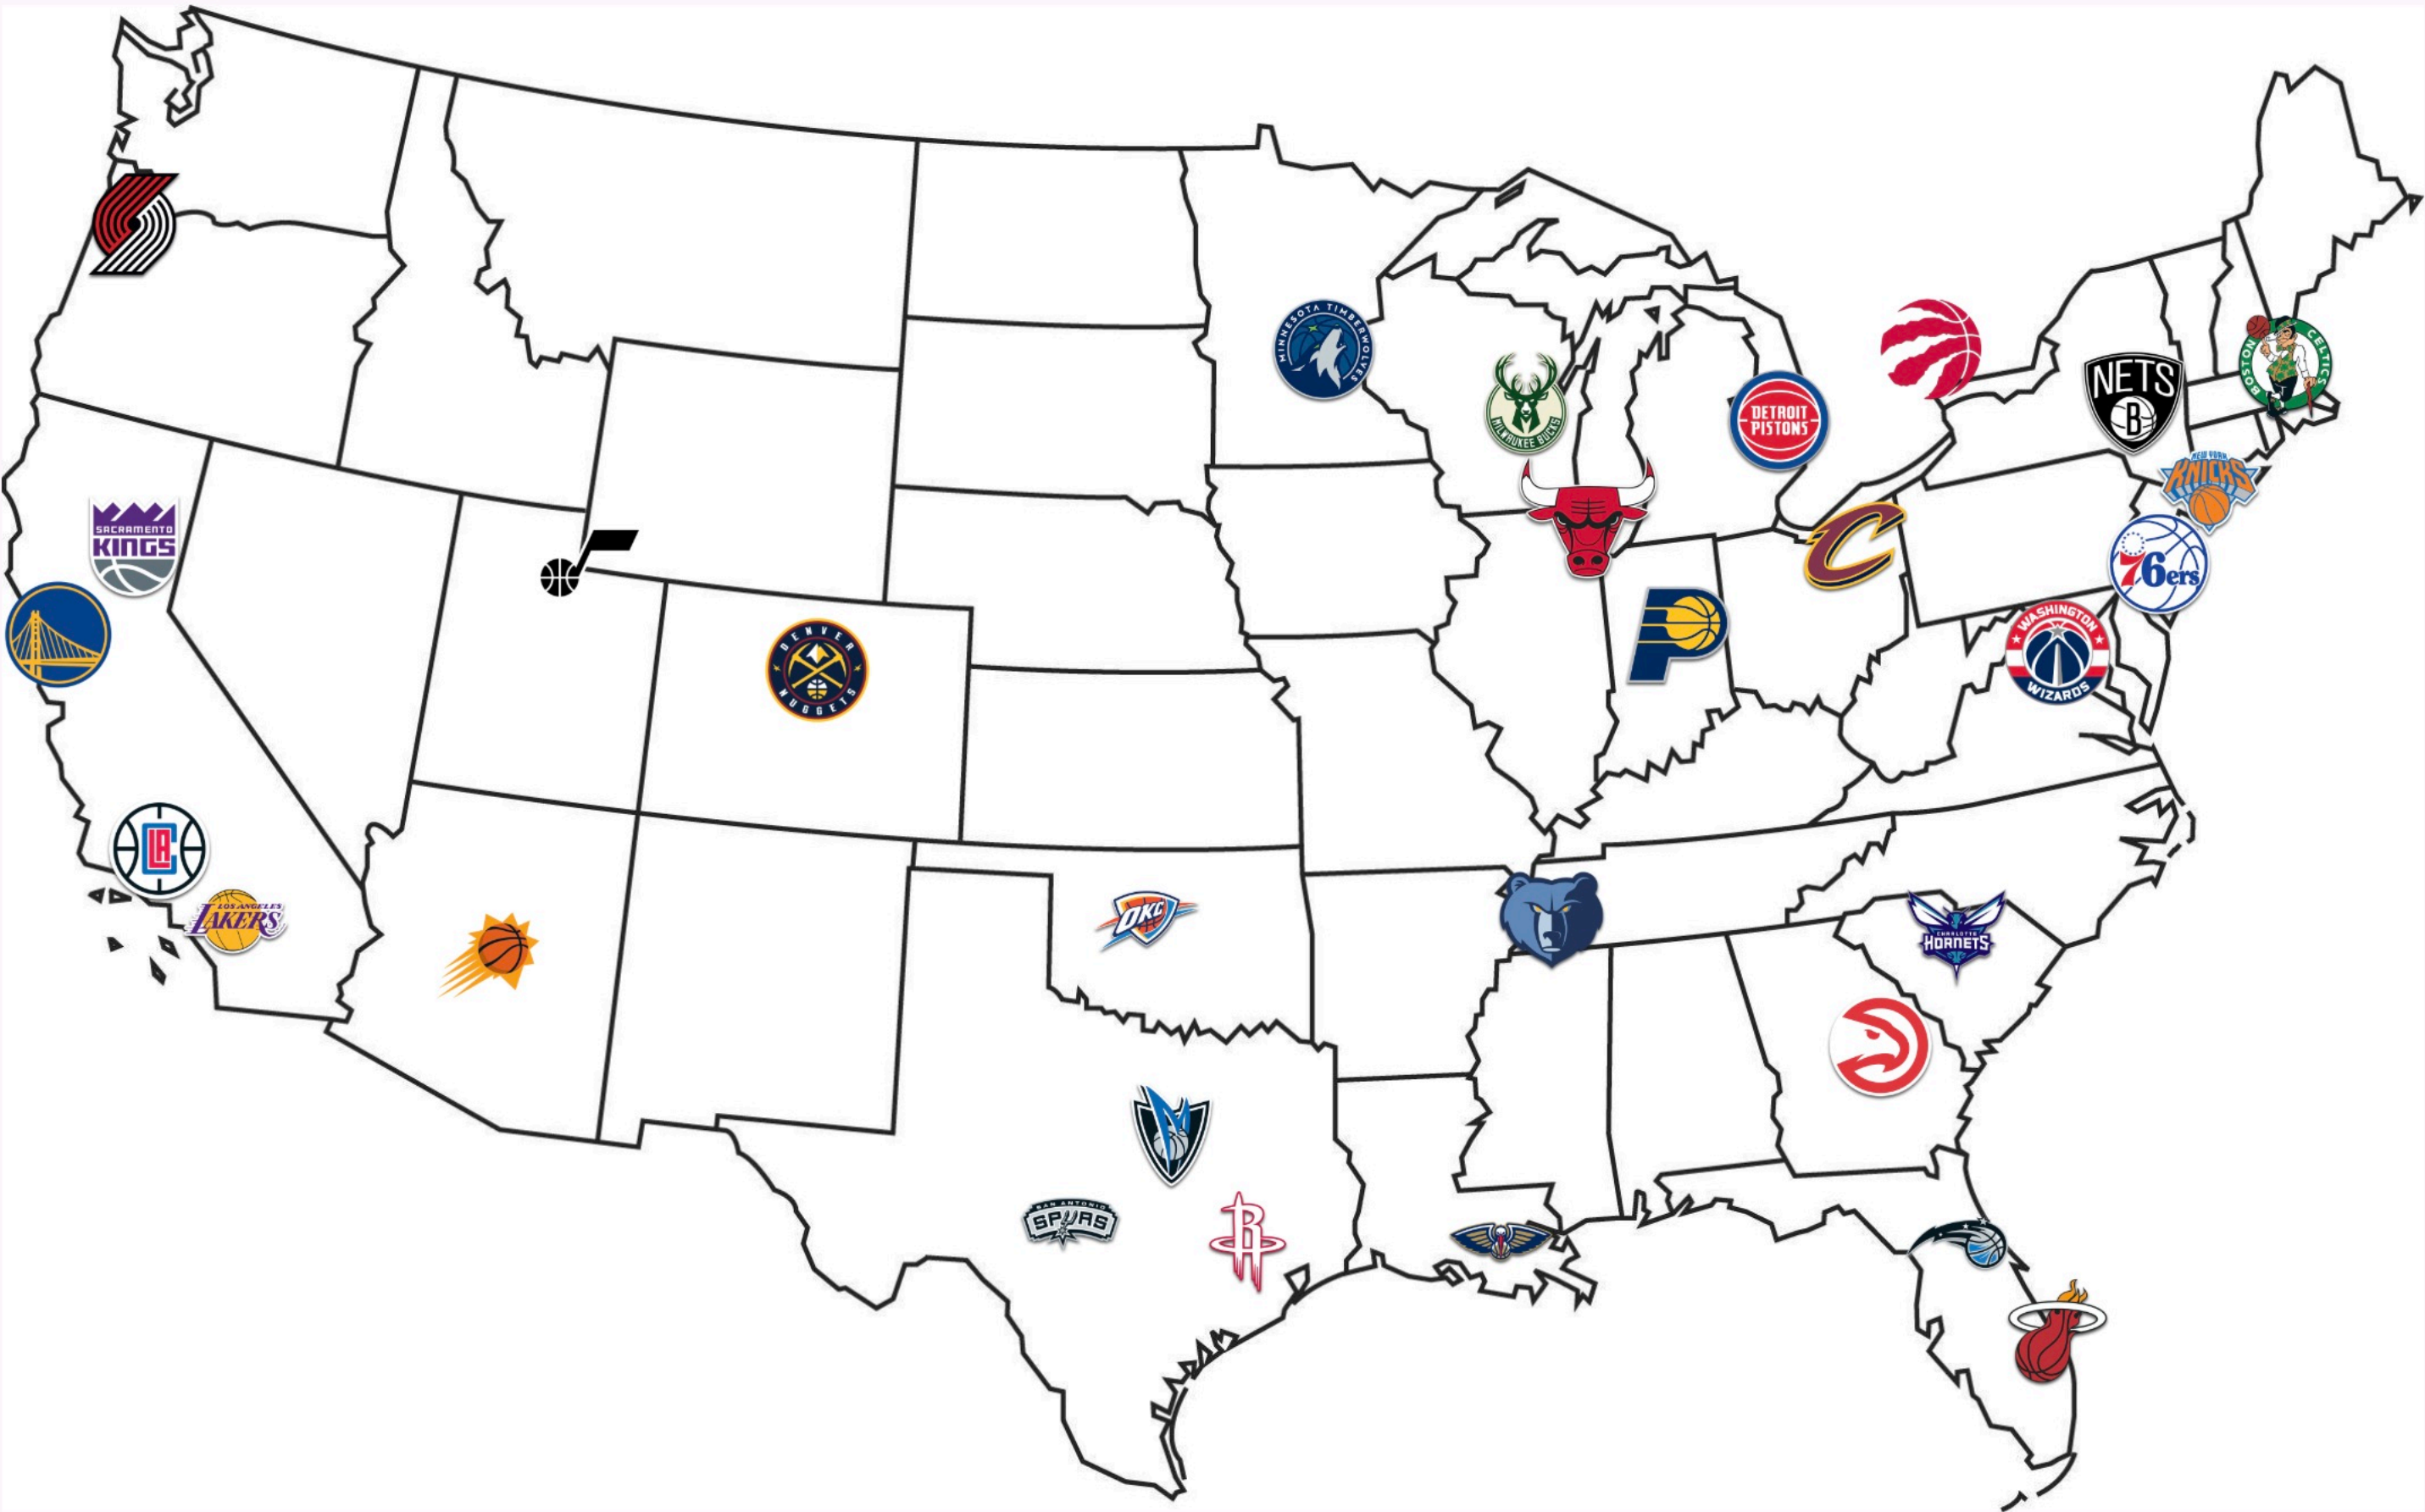 MINNESOTA TIMBERWOLVES
MILWAUKEE BUCKS
DETROIT
PISTONS
NETS
B
BOSTON
CELTICS
NEW YORK
KNICKS
SACRAMENTO
KINGS
C
76ers
WASHINGTON
WIZARDS
DENVER
NUGGETS
P
LA
C
LOS ANGELES
LAKERS
OKC
CHARLOTTE
HORNETS
M
SAN ANTONIO
SPURS
R